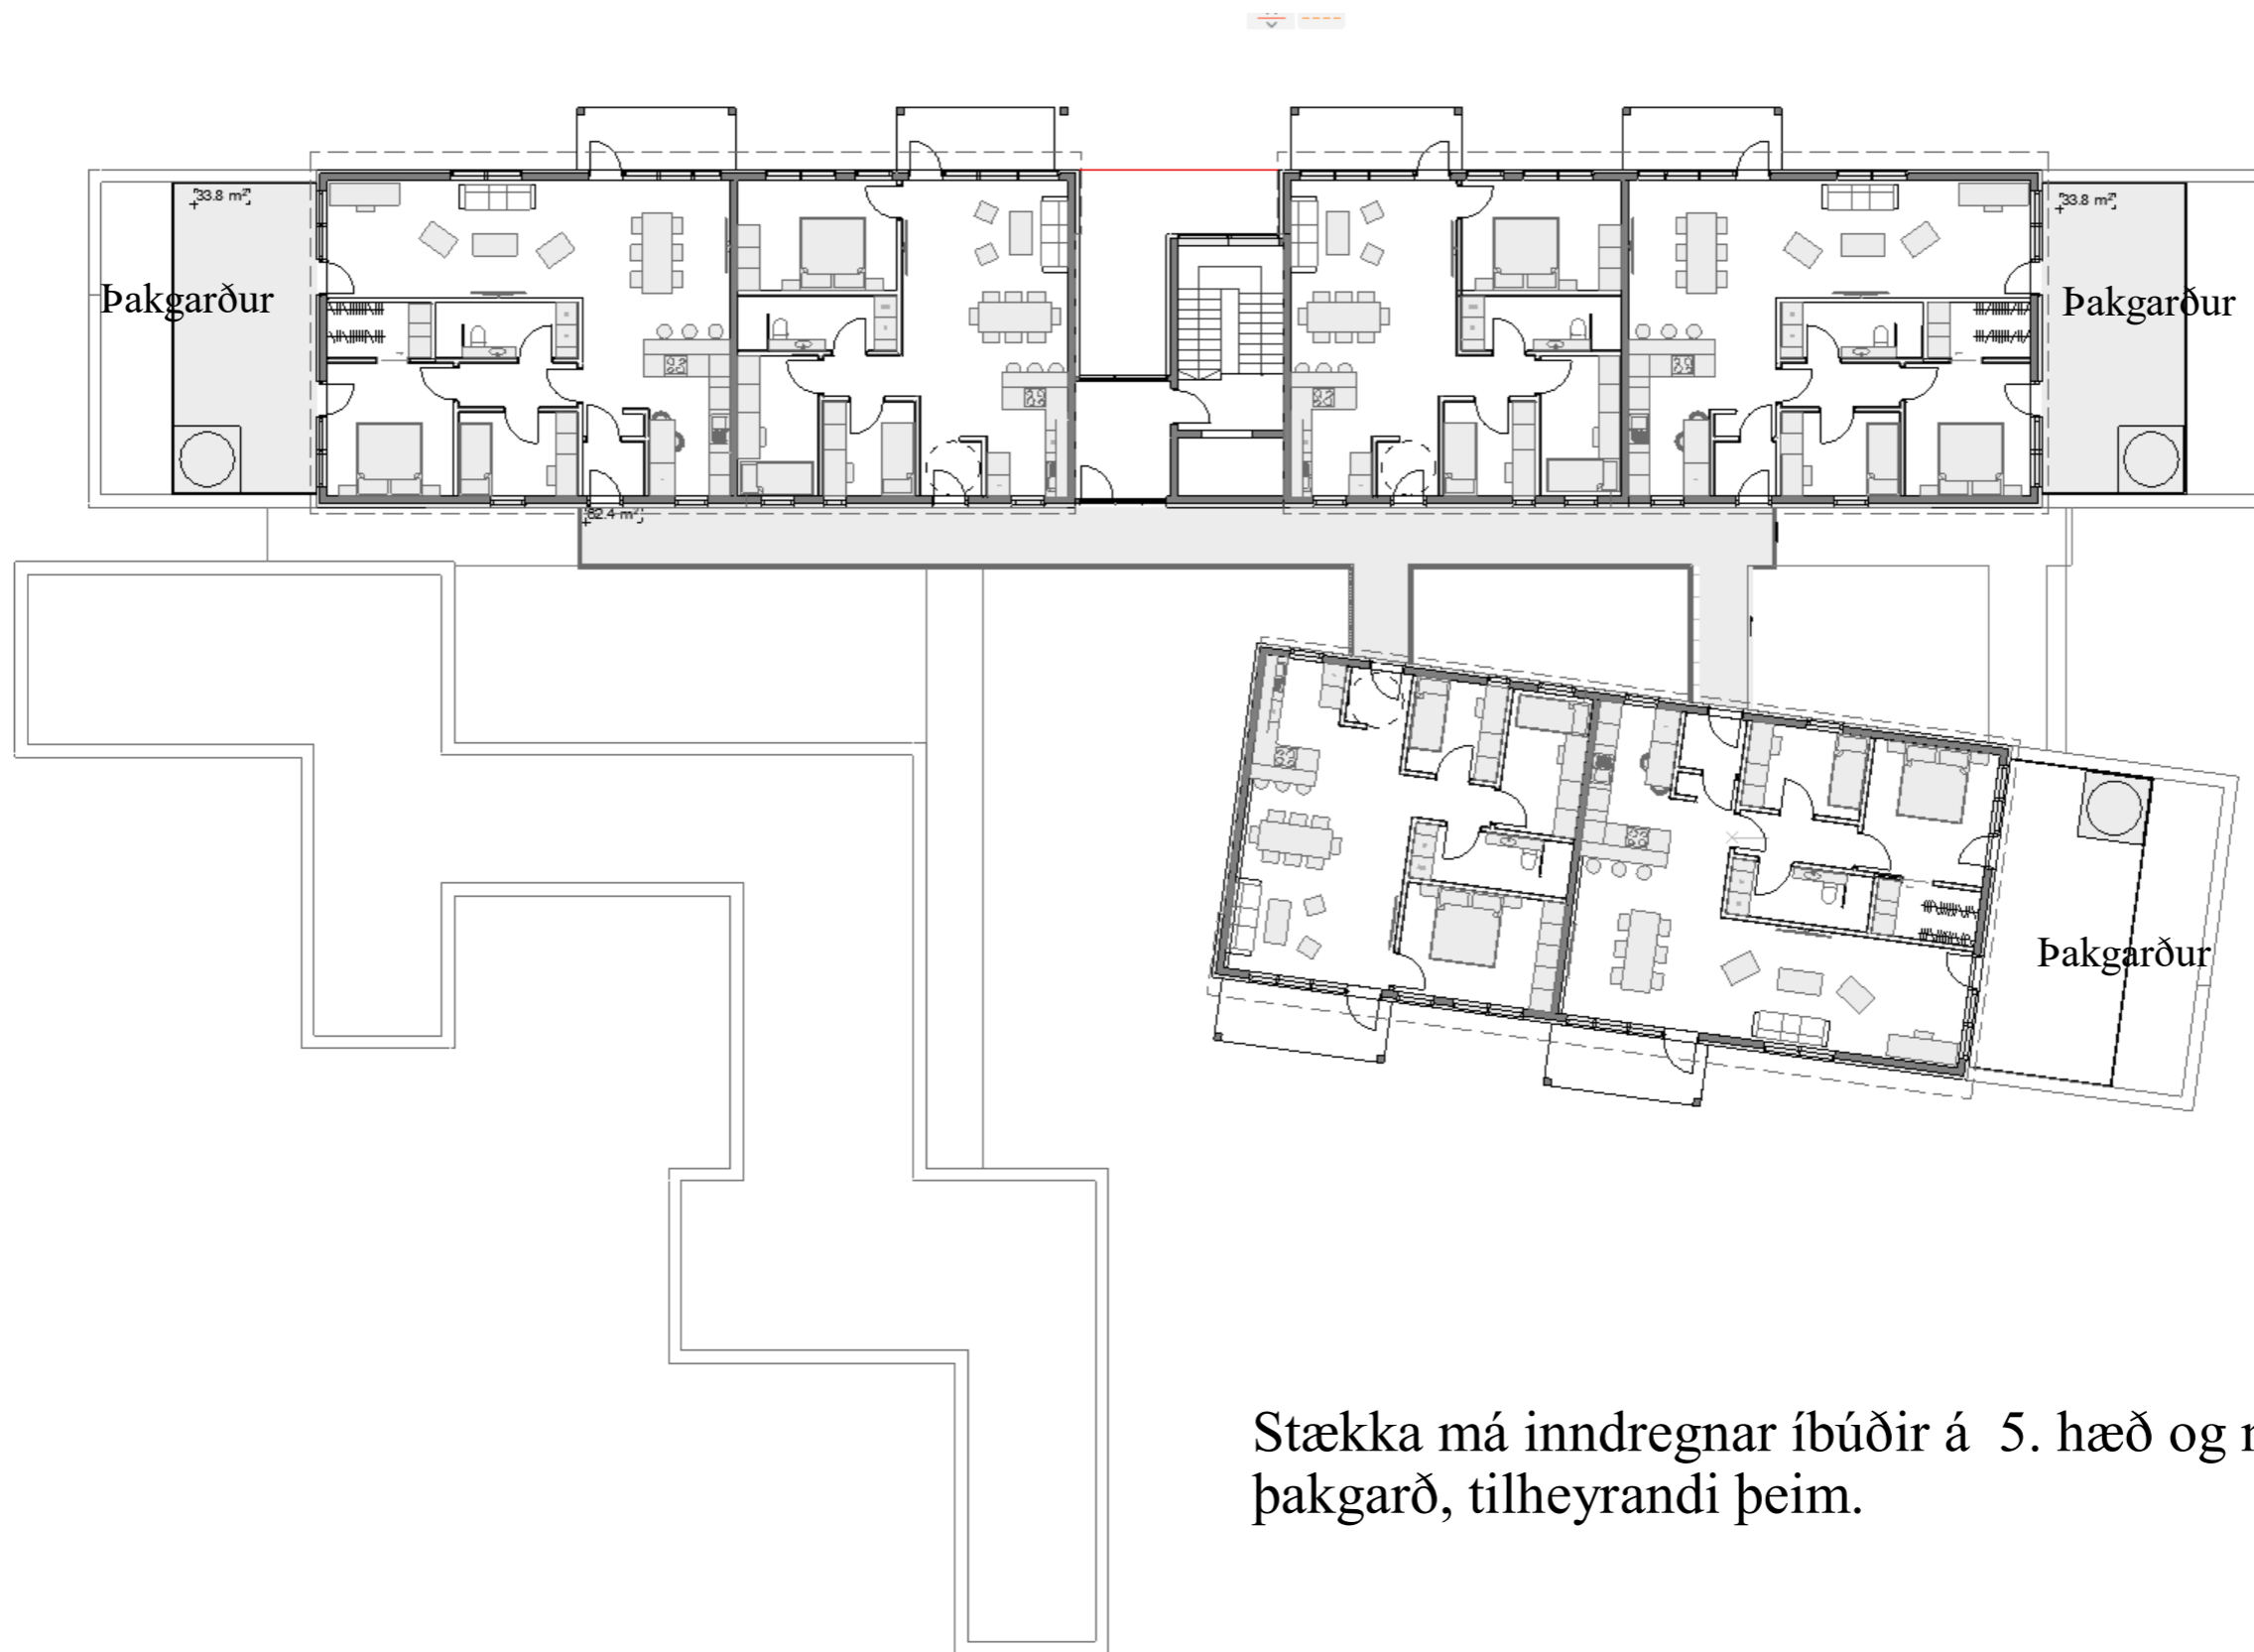 33.8 m²
33.8 m²
Þakgarður
Þakgarður
62.4 m²
Þakgarður
Stækka má inndregnar íbúðir á 5. hæð og
þakgarð, tilheyrandi þeim.